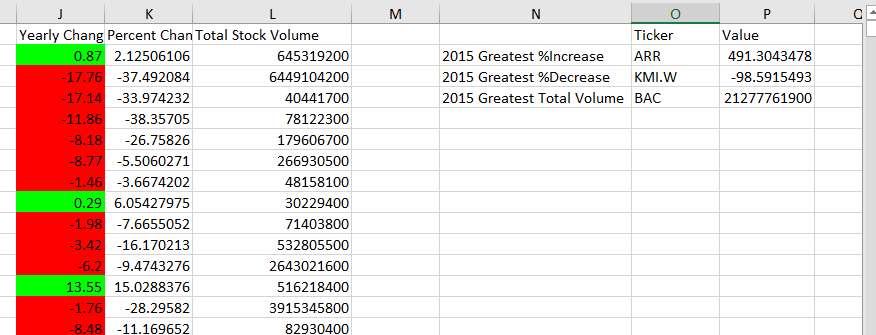 J K L M N O P Q
Yearly Chang Percent Chan Total Stock Volume Ticker Value
0.87 2.12506106 645319200 2015 Greatest %Increase ARR 491.3043478
-17.76 -37.492084 6449104200 2015 Greatest %Decrease KMI.W -98.5915493
-17.14 -33.974232 40441700 2015 Greatest Total Volume BAC 21277761900
-11.86 -38.35705 78122300
-8.18 -26.75826 179606700
-8.77 -5.5060271 266930500
-1.46 -3.6674202 48158100
0.29 6.05427975 30229400
-1.98 -7.6655052 71403800
-3.42 -16.170213 532805500
-6.2 -9.4743276 2643021600
13.55 15.0288376 516218400
-1.76 -28.29582 3915345800
-8.48 -11.169652 82930400